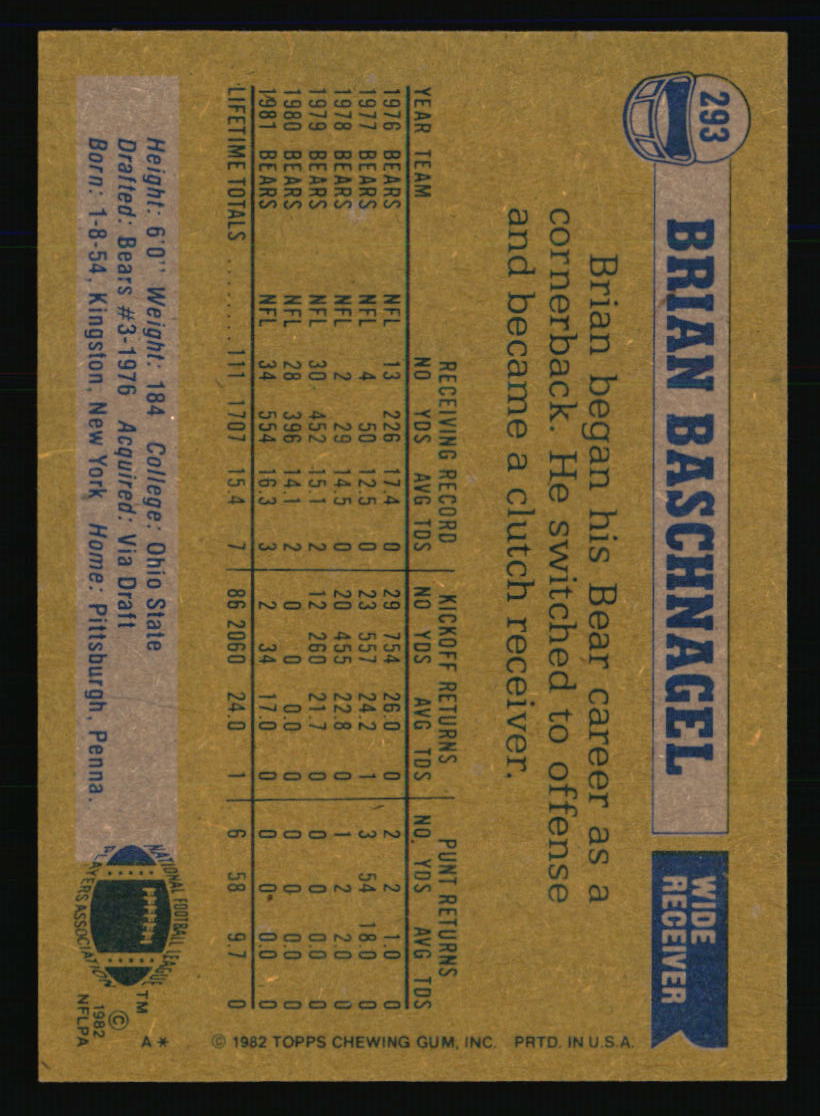 293
BRIAN BASCHNAGEL
WIDE
RECEIVER
Brian began his Bear career as a
cornerback. He switched to offense
and became a clutch receiver.
RECEIVING RECORD KICKOFF RETURNS PUNT RETURNS
YEAR TEAM NO YDS AVG TDS NO YDS AVG TDS NO. YDS AVG TDS
1976 BEARS NFL 13 226 17.4 0 29 754 26.0 0 2 2 1.0 0
1977 BEARS NFL 4 50 12.5 0 23 557 24.2 1 3 54 18.0 0
1978 BEARS NFL 2 29 14.5 0 20 455 22.8 0 1 2 2.0 0
1979 BEARS NFL 30 452 15.1 2 12 260 21.7 0 0 0 0.0 0
1980 BEARS NFL 28 396 14.1 2 0 0 0.0 0 0 0 0.0 0
1981 BEARS NFL 34 554 16.3 3 2 34 17.0 0 0 0 0.0 0
LIFETIME TOTALS ......... 111 1707 15.4 7 86 2060 24.0 1 6 58 9.7 0
Height: 6'0" Weight: 184 College: Ohio State
Drafted: Bears #3-1976 Acquired: Via Draft
Born: 1-8-54, Kingston, New York Home: Pittsburgh, Penna.
NATIONAL FOOTBALL LEAGUE
PLAYERS ASSOCIATION
TM
©
1982
NFLPA
A*
© 1982 TOPPS CHEWING GUM, INC. PRTD. IN U.S.A.